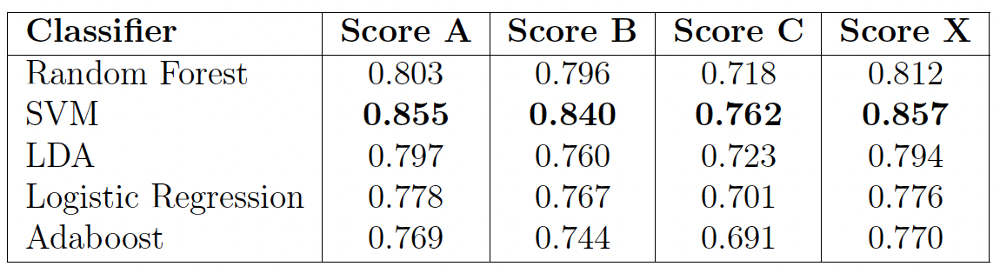 Classifier Score A Score B Score C Score X
Random Forest 0.803 0.796 0.718 0.812
SVM 0.855 0.840 0.762 0.857
LDA 0.797 0.760 0.723 0.794
Logistic Regression 0.778 0.767 0.701 0.776
Adaboost 0.769 0.744 0.691 0.770